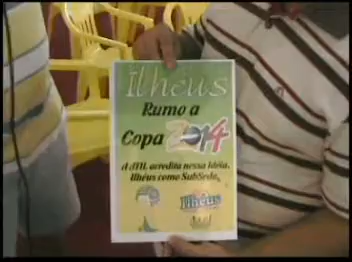 Ilhéus
Rumo a
Copa 2014
A ATIL acredita nessa Idéia,
Ilhéus como SubSede.
Ilhéus